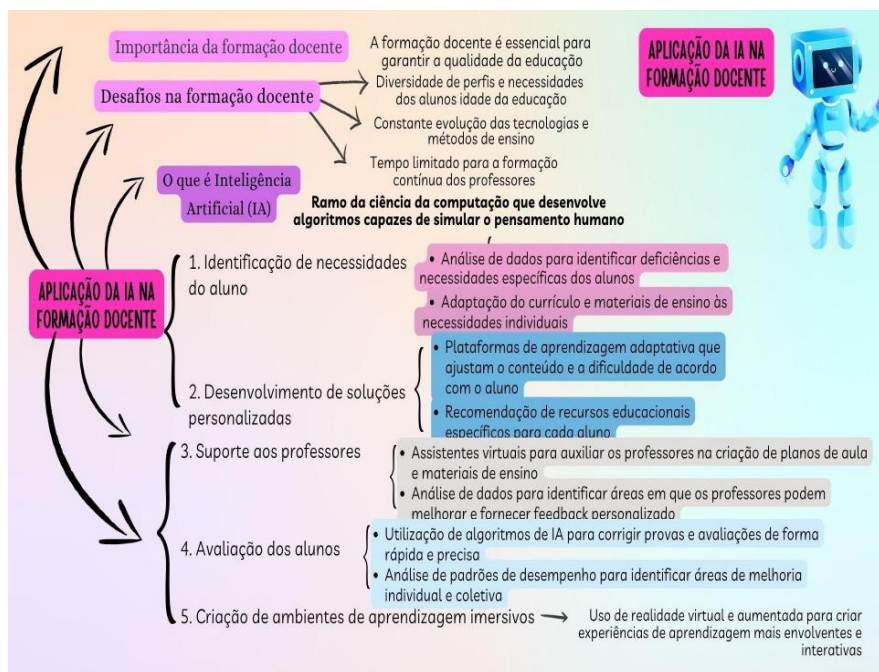 Importância da formação docente
A formação docente é essencial para
garantir a qualidade da educação
APLICAÇÃO DA IA NA
FORMAÇÃO DOCENTE
Desafios na formação docente
Diversidade de perfis e necessidades
dos alunos idade da educação
Constante evolução das tecnologias e
métodos de ensino
Tempo limitado para a formação
contínua dos professores
O que é Inteligência
Artificial (IA)
Ramo da ciência da computação que desenvolve
algoritmos capazes de simular o pensamento humano
APLICAÇÃO DA IA NA
FORMAÇÃO DOCENTE
1. Identificação de necessidades
do aluno
• Análise de dados para identificar deficiências e
necessidades específicas dos alunos
• Adaptação do currículo e materiais de ensino às
necessidades individuais
2. Desenvolvimento de soluções
personalizadas
• Plataformas de aprendizagem adaptativa que
ajustam o conteúdo e a dificuldade de acordo
com o aluno
• Recomendação de recursos educacionais
específicos para cada aluno
3. Suporte aos professores
• Assistentes virtuais para auxiliar os professores na criação de planos de aula
e materiais de ensino
• Análise de dados para identificar áreas em que os professores podem
melhorar e fornecer feedback personalizado
4. Avaliação dos alunos
• Utilização de algoritmos de IA para corrigir provas e avaliações de forma
rápida e precisa
• Análise de padrões de desempenho para identificar áreas de melhoria
individual e coletiva
5. Criação de ambientes de aprendizagem imersivos
Uso de realidade virtual e aumentada para criar
experiências de aprendizagem mais envolventes e
interativas